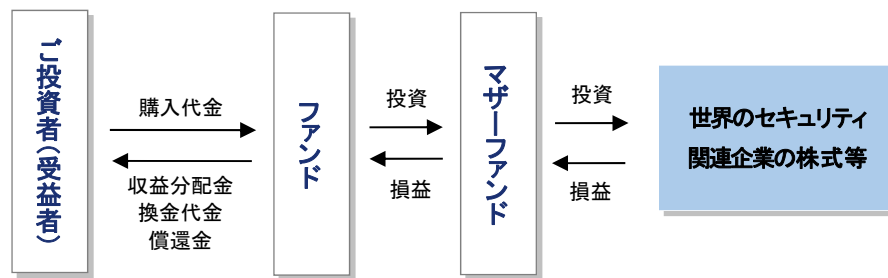 ご投資者(受益者)
購入代金
収益分配金
換金代金
償還金
ファンド
投資
損益
マザーファンド
投資
損益
世界のセキュリティ
関連企業の株式等